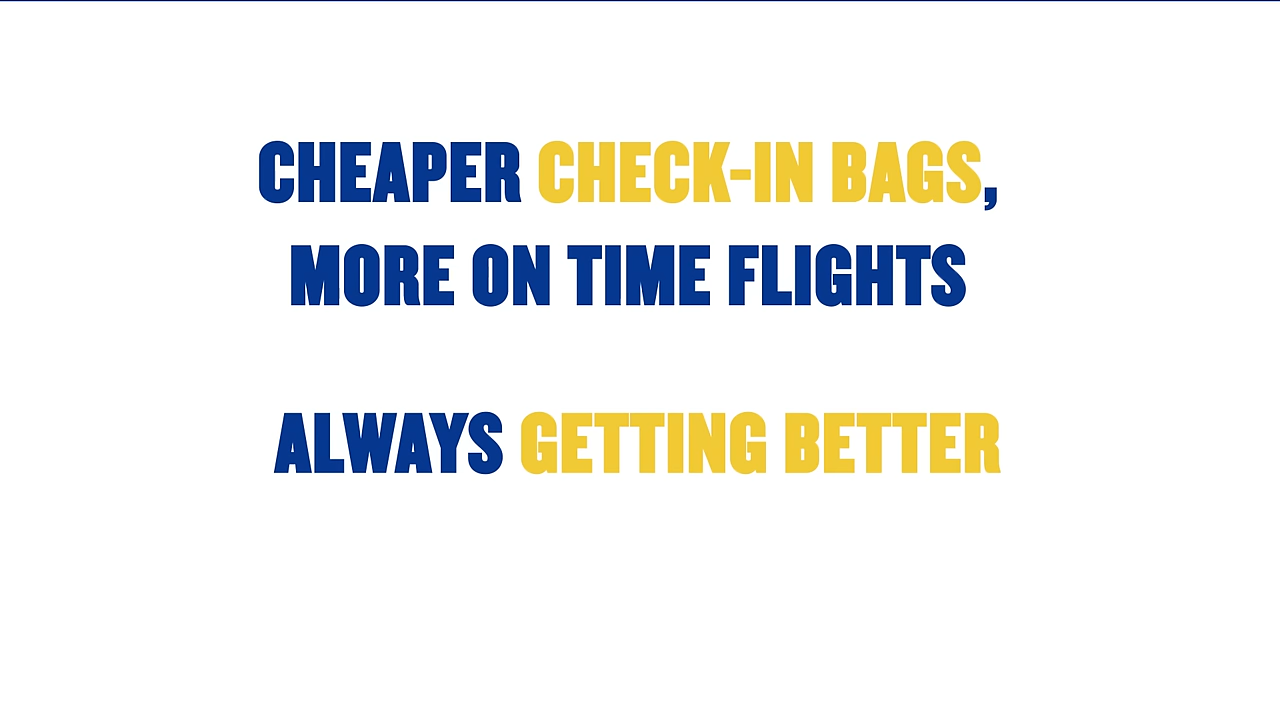 CHEAPER CHECK-IN BAGS,
MORE ON TIME FLIGHTS
ALWAYS GETTING BETTER